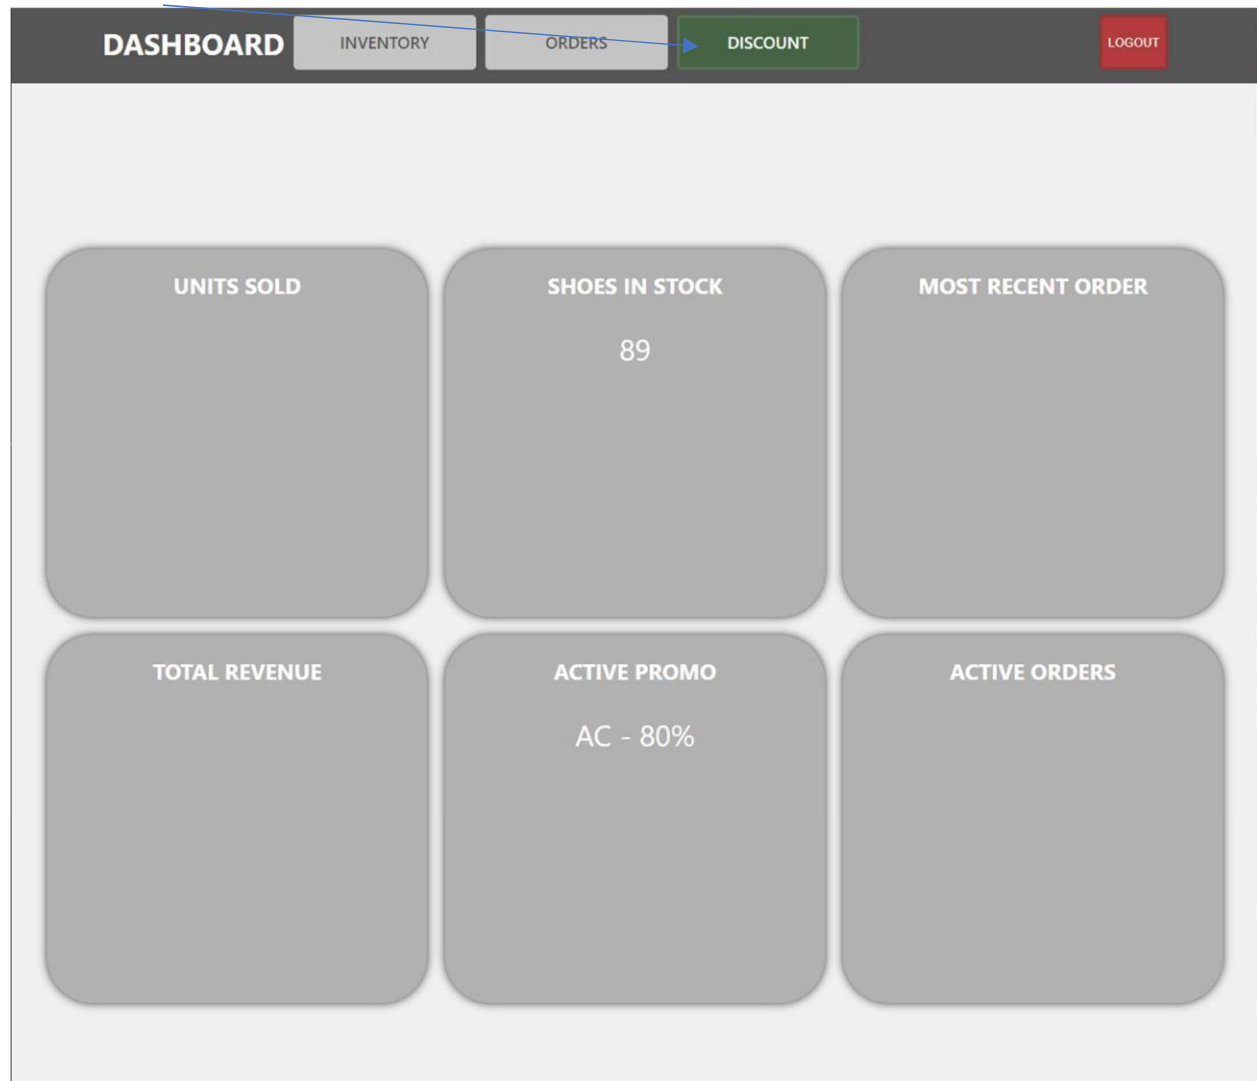 DASHBOARD INVENTORY ORDERS DISCOUNT LOGOUT
UNITS SOLD SHOES IN STOCK MOST RECENT ORDER
89
TOTAL REVENUE ACTIVE PROMO ACTIVE ORDERS
AC - 80%